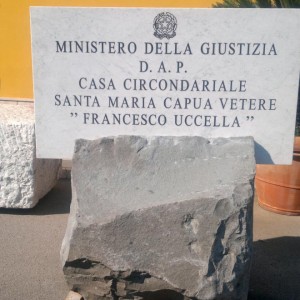 MINISTERO DELLA GIUSTIZIA
D. A. P.
CASA CIRCONDARIALE
SANTA MARIA CAPUA VETERE
" FRANCESCO UCCELLA "